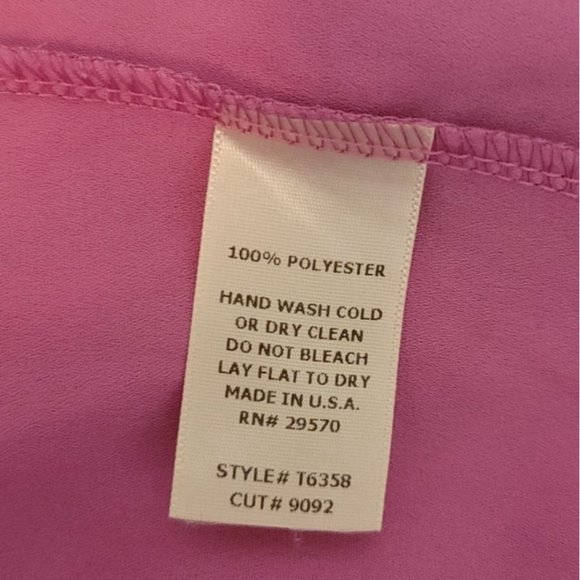 100% POLYESTER
HAND WASH COLD
OR DRY CLEAN
DO NOT BLEACH
LAY FLAT TO DRY
MADE IN U.S.A.
RN# 29570
STYLE# T6358
CUT# 9092